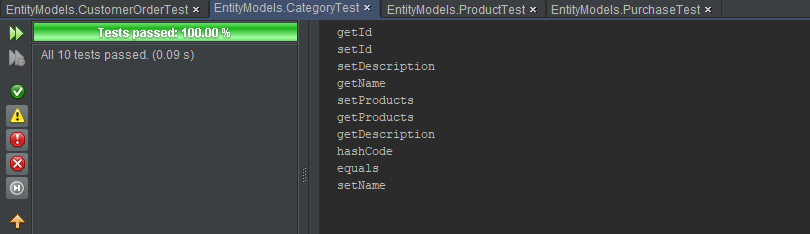 EntityModels.CustomerOrderTest × EntityModels.CategoryTest × EntityModels.ProductTest × EntityModels.PurchaseTest ×
Tests passed: 100.00 %
All 10 tests passed. (0.09 s)
getId
setId
setDescription
getName
setProducts
getProducts
getDescription
hashCode
equals
setName